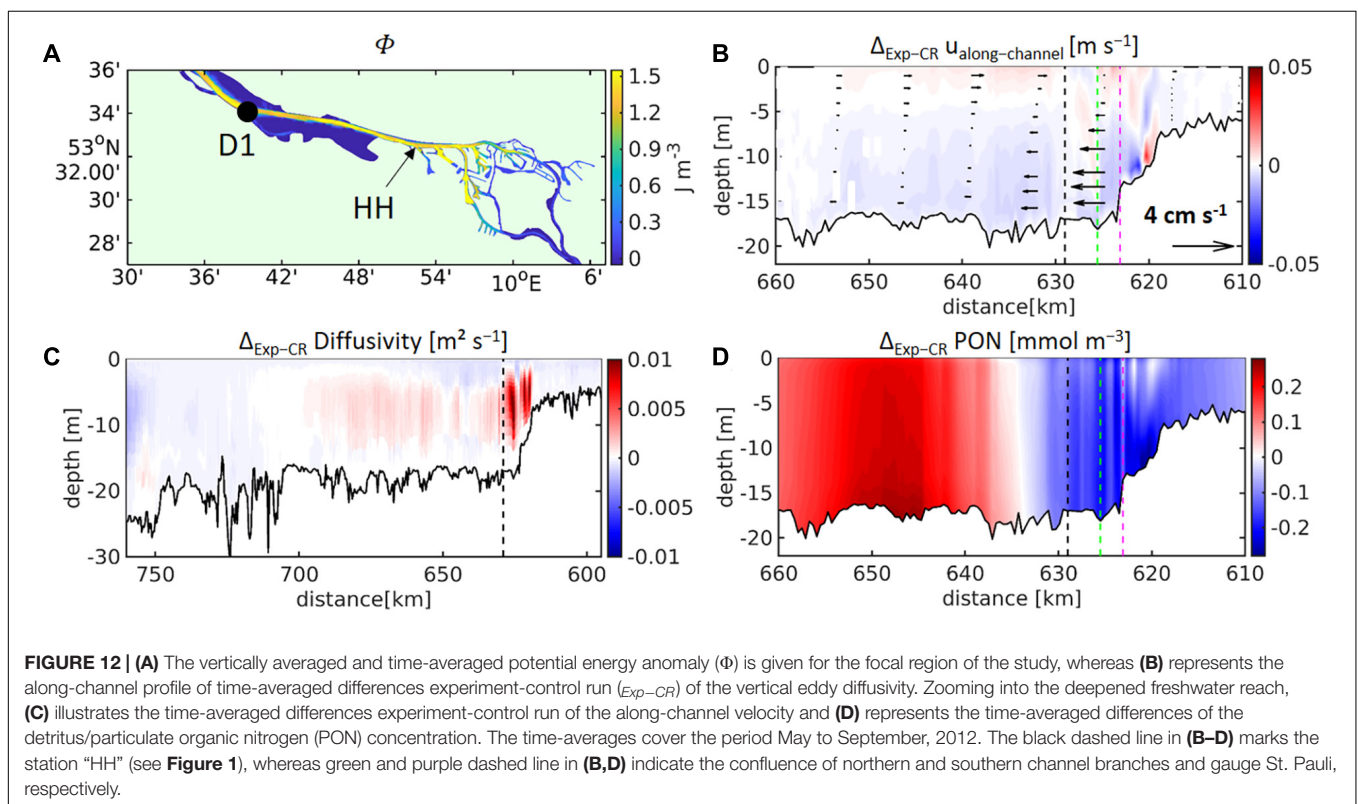 A
Φ
36'
34'
53°N
32.00'
30'
28'
D1
HH
30' 36' 42' 48' 54' 10°E 6'
1.5
1.2
0.9
0.6
0.3
0
J m⁻³
B
Δ_Exp−CR u_along−channel [m s⁻¹]
0
-5
-10
-15
-20
depth [m]
660 650 640 630 620 610
distance[km]
4 cm s⁻¹
0.05
0
-0.05
C
Δ_Exp−CR Diffusivity [m² s⁻¹]
0
-10
-20
-30
depth [m]
750 700 650 600
distance[km]
0.01
0.005
0
-0.005
-0.01
D
Δ_Exp−CR PON [mmol m⁻³]
0
-5
-10
-15
-20
depth [m]
660 650 640 630 620 610
distance [km]
0.2
0.1
0
-0.1
-0.2
FIGURE 12 | (A) The vertically averaged and time-averaged potential energy anomaly (Φ) is given for the focal region of the study, whereas (B) represents the
along-channel profile of time-averaged differences experiment-control run (Exp−CR) of the vertical eddy diffusivity. Zooming into the deepened freshwater reach,
(C) illustrates the time-averaged differences experiment-control run of the along-channel velocity and (D) represents the time-averaged differences of the
detritus/particulate organic nitrogen (PON) concentration. The time-averages cover the period May to September, 2012. The black dashed line in (B–D) marks the
station “HH” (see Figure 1), whereas green and purple dashed line in (B,D) indicate the confluence of northern and southern channel branches and gauge St. Pauli,
respectively.